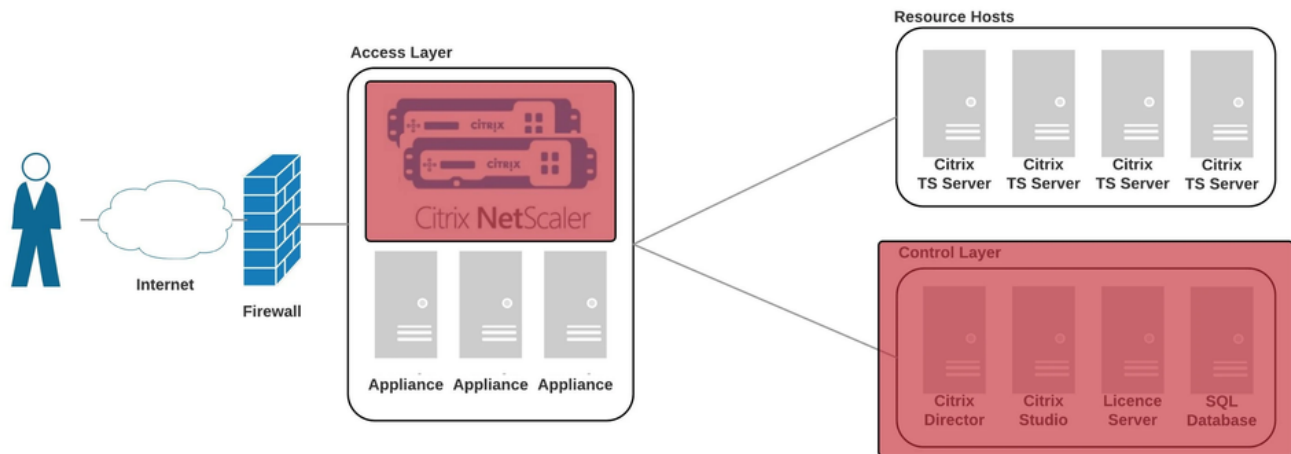 Access Layer
CITRIX
CITRIX
Citrix NetScaler
Appliance Appliance Appliance
Internet
Firewall
Resource Hosts
Citrix Citrix Citrix Citrix
TS Server TS Server TS Server TS Server
Control Layer
Citrix Citrix Licence SQL
Director Studio Server Database